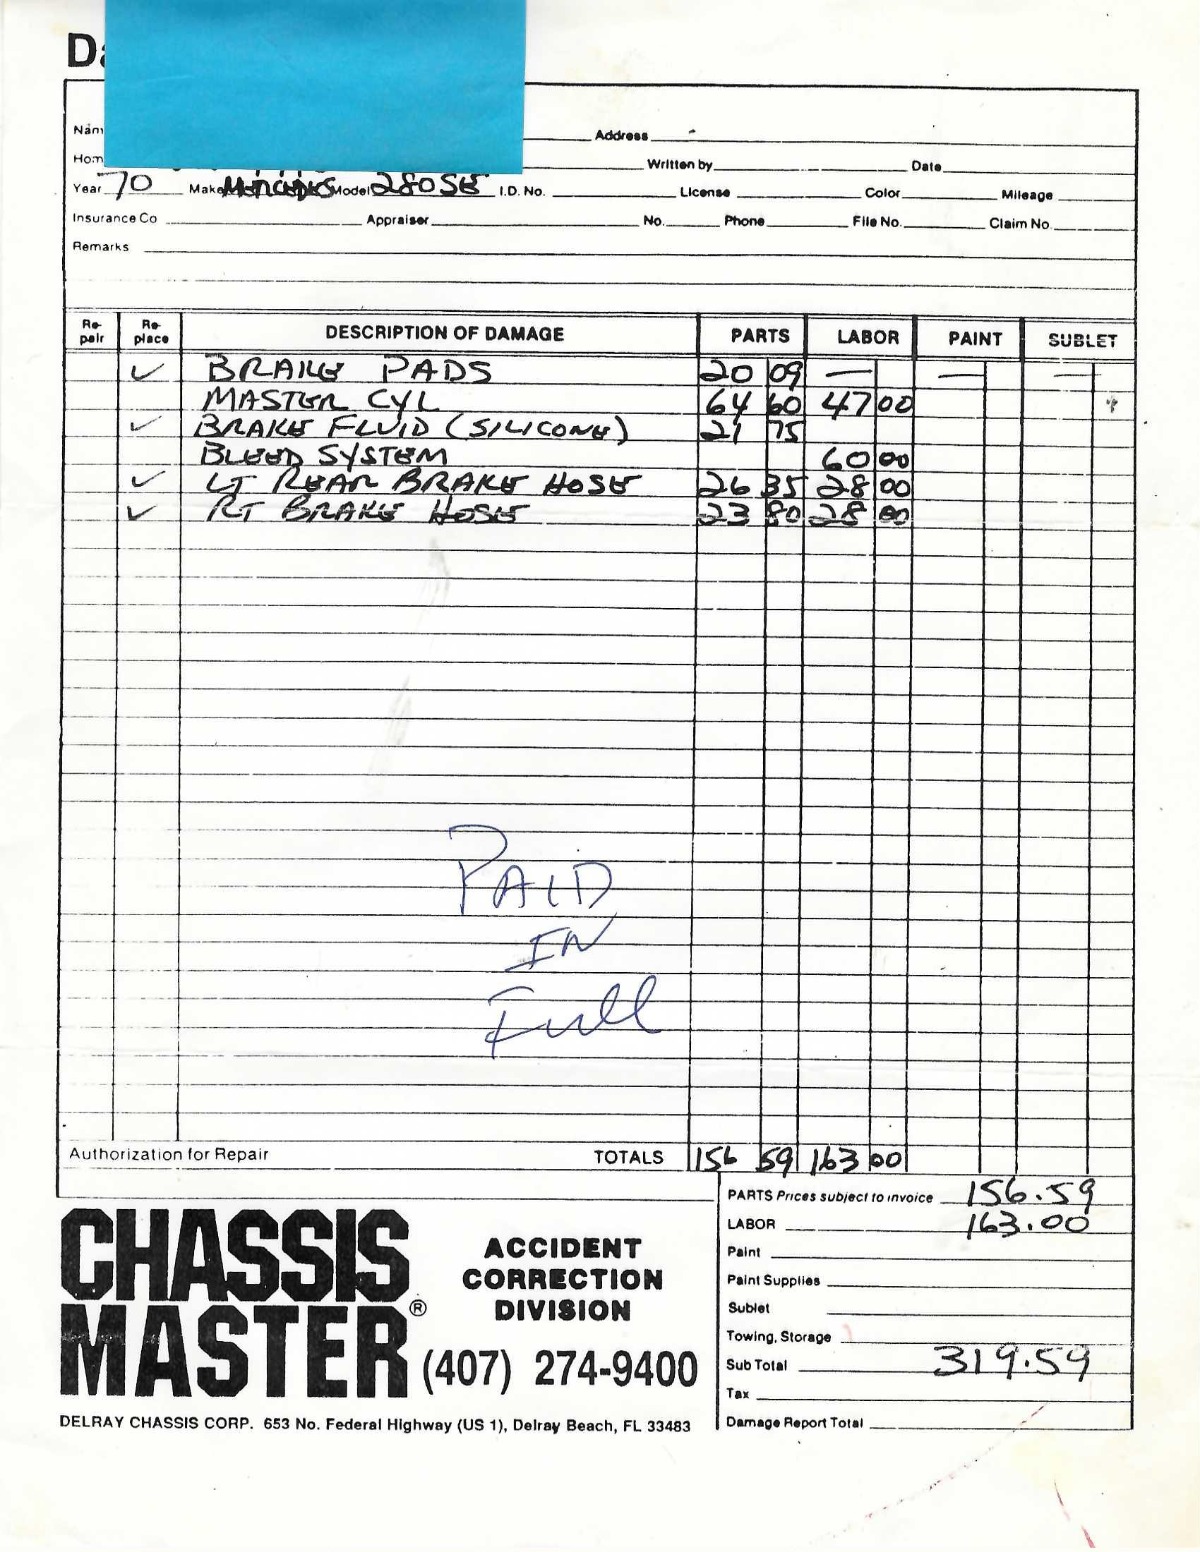 Da
Nam
Address
Hom
Written by Date
Year 70 Make Mercedes Model 280SE I.D. No. License Color Mileage
Insurance Co Appraiser No. Phone File No. Claim No.
Remarks
Re-pair Re-place DESCRIPTION OF DAMAGE PARTS LABOR PAINT SUBLET
✓ BRAKE PADS 20 09 — — —
MASTER CYL 64 60 47 00
✓ BRAKE FLUID (SILICONE) 21 75
BLEED SYSTEM 60 00
✓ LT REAR BRAKE HOSE 26 35 28 00
✓ RT BRAKE HOSE 23 80 28 00
PAID
IN
Full
Authorization for Repair TOTALS 156 59 163 00
PARTS Prices subject to invoice 156.59
LABOR 163.00
Paint
Paint Supplies
Sublet
Towing, Storage
Sub Total 319.59
Tax
Damage Report Total
CHASSIS
MASTER®
ACCIDENT
CORRECTION
DIVISION
(407) 274-9400
DELRAY CHASSIS CORP. 653 No. Federal Highway (US 1), Delray Beach, FL 33483